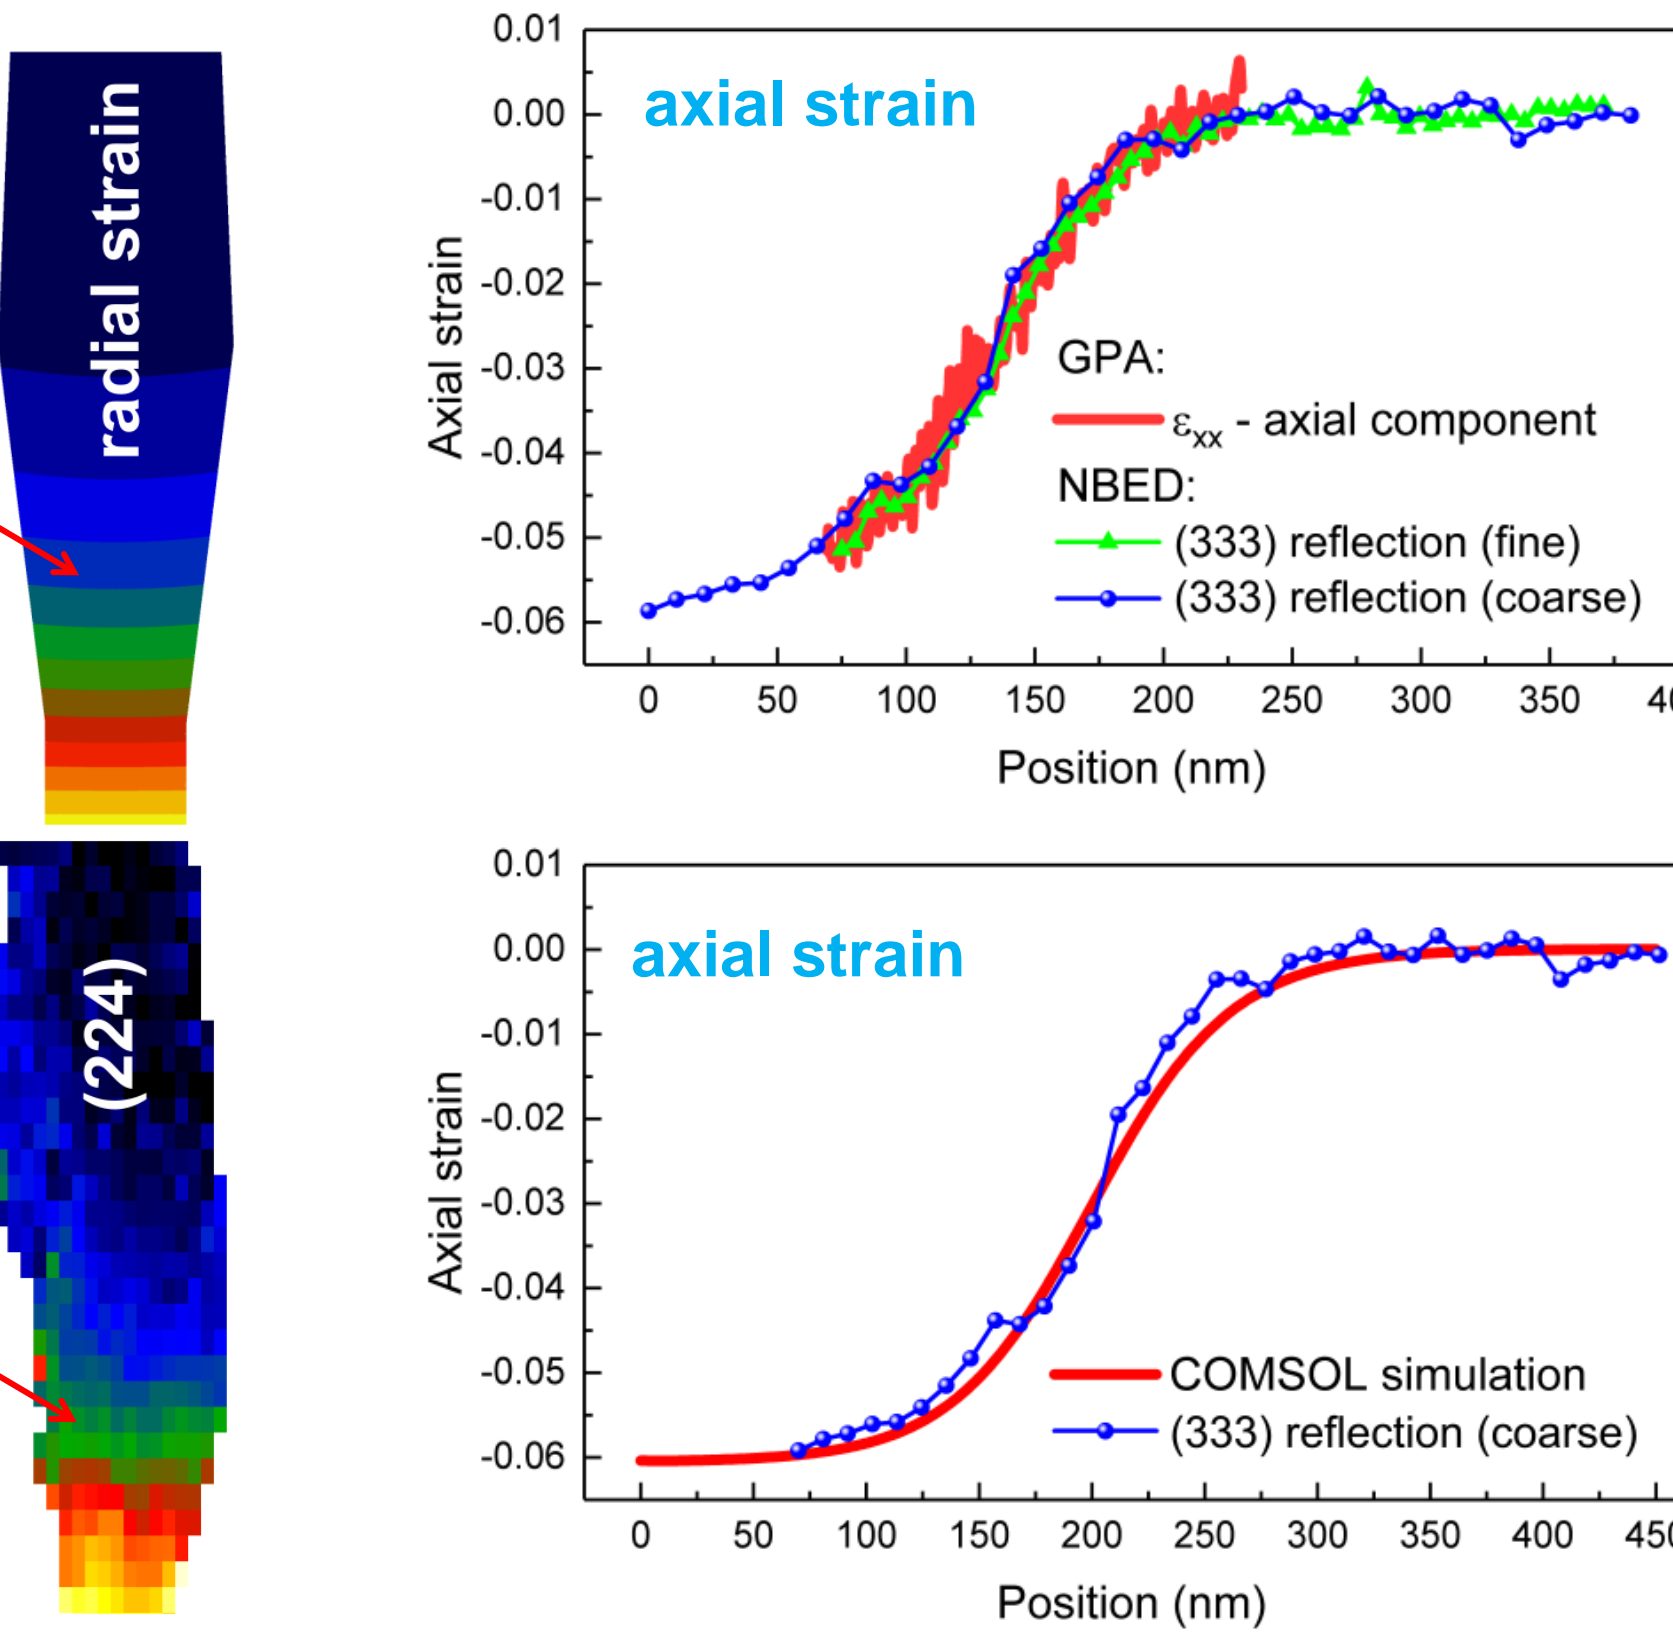 radial strain
(224)
0.01
0.00
-0.01
-0.02
-0.03
-0.04
-0.05
-0.06
Axial strain
axial strain
GPA:
εxx - axial component
NBED:
(333) reflection (fine)
(333) reflection (coarse)
0 50 100 150 200 250 300 350
Position (nm)
0.01
0.00
-0.01
-0.02
-0.03
-0.04
-0.05
-0.06
Axial strain
axial strain
COMSOL simulation
(333) reflection (coarse)
0 50 100 150 200 250 300 350 400
Position (nm)